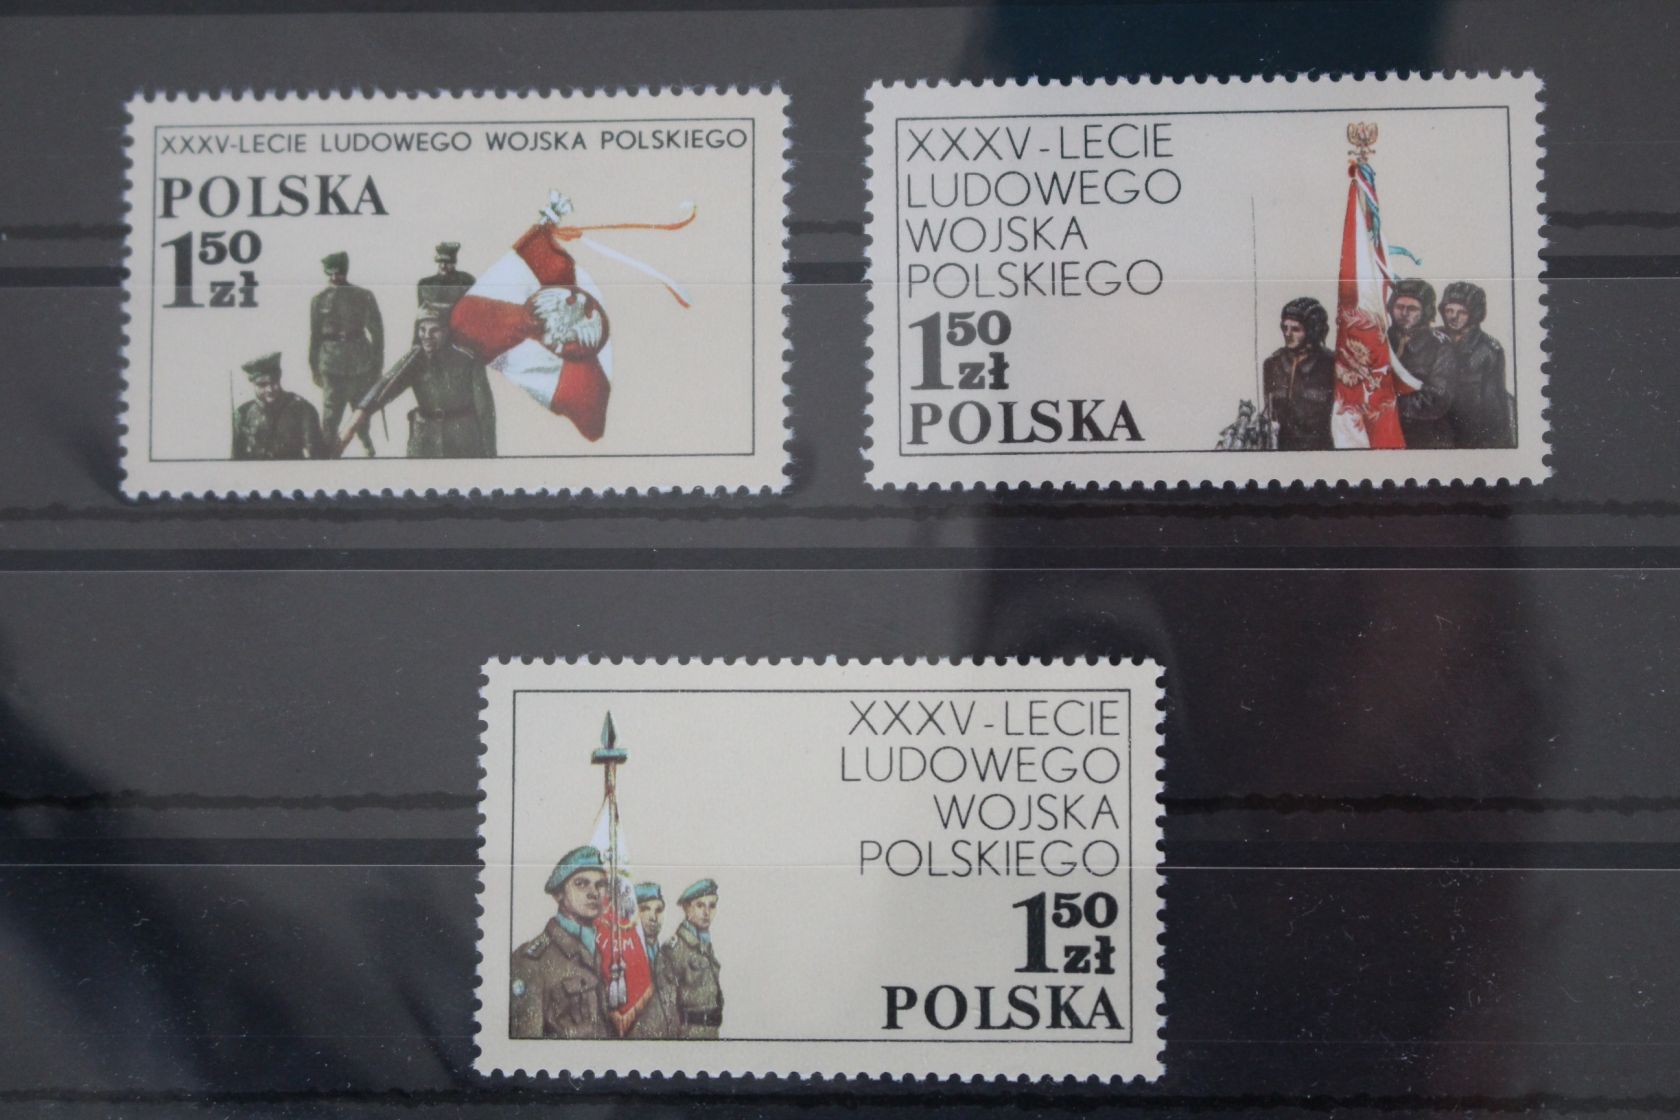 XXXV-LECIE LUDOWEGO WOJSKA POLSKIEGO
POLSKA
1 50 zł
XXXV-LECIE
LUDOWEGO
WOJSKA
POLSKIEGO
1 50 zł
POLSKA
XXXV-LECIE
LUDOWEGO
WOJSKA
POLSKIEGO
1 50 zł
POLSKA